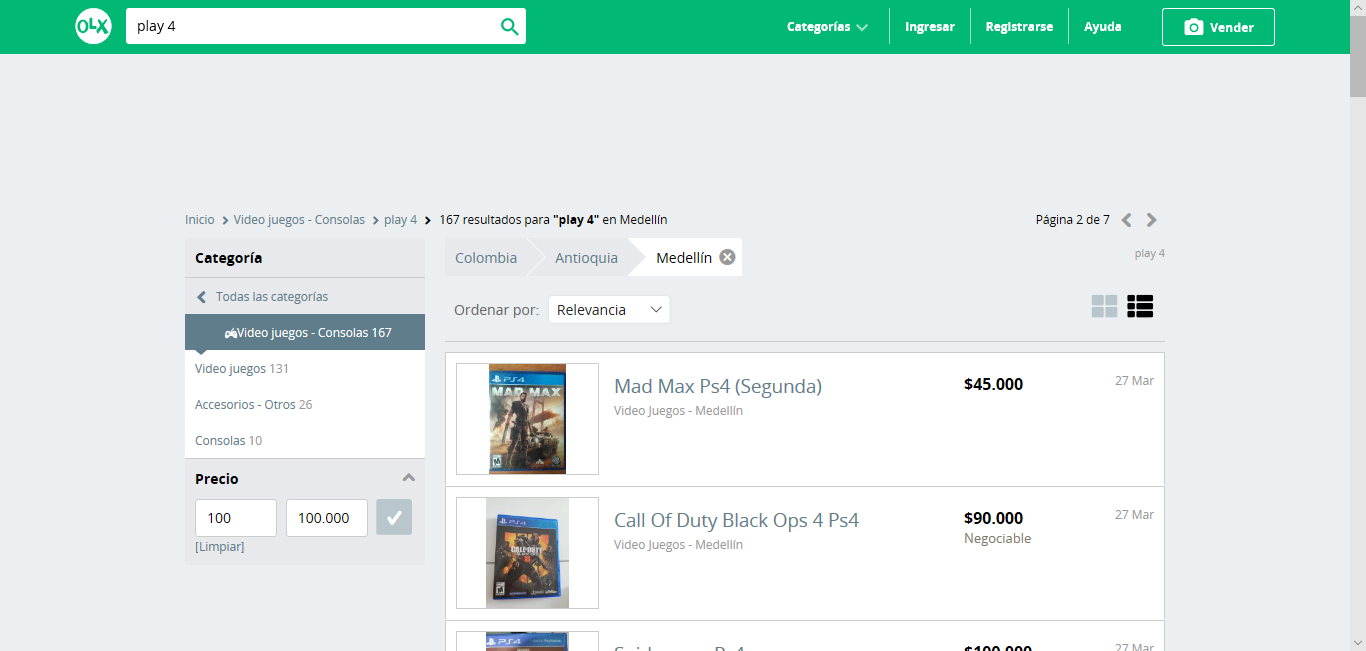 OLX
play 4
Categorías
Ingresar
Registrarse
Ayuda
Vender
Inicio > Video juegos - Consolas > play 4 > 167 resultados para "play 4" en Medellín
Página 2 de 7
Categoría
Todas las categorías
Video juegos - Consolas 167
Video juegos 131
Accesorios - Otros 26
Consolas 10
Precio
100
100.000
[Limpiar]
Colombia
Antioquia
Medellín
play 4
Ordenar por:
Relevancia
PS4
MAD MAX
Mad Max Ps4 (Segunda)
Video Juegos - Medellín
$45.000
27 Mar
PS4
CALL OF DUTY
Call Of Duty Black Ops 4 Ps4
Video Juegos - Medellín
$90.000
Negociable
27 Mar
PS4
$100.000
27 Mar